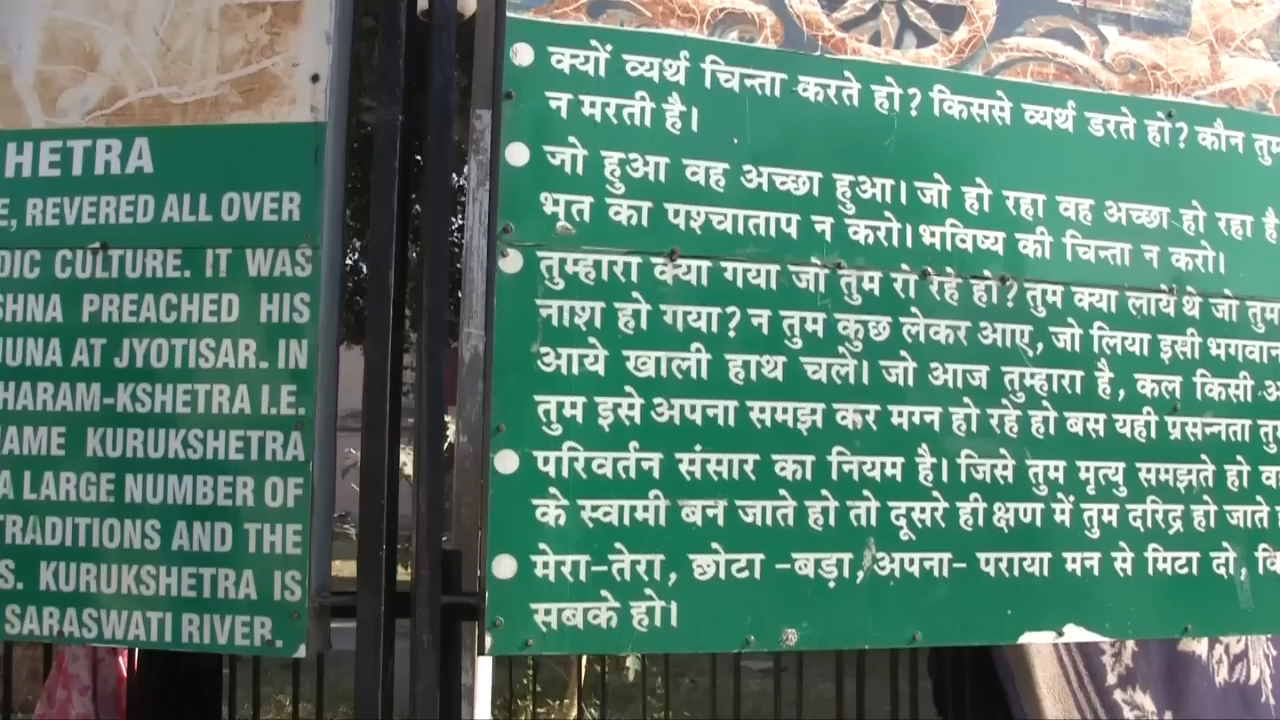 HETRA
E, REVERED ALL OVER
DIC CULTURE. IT WAS
SHNA PREACHED HIS
JUNA AT JYOTISAR. IN
HARAM-KSHETRA I.E.
AME KURUKSHETRA
A LARGE NUMBER OF
TRADITIONS AND THE
S. KURUKSHETRA IS
SARASWATI RIVER.
क्यों व्यर्थ चिन्ता करते हो? किससे व्यर्थ डरते हो? कौन तुम
न मरती है।
जो हुआ वह अच्छा हुआ। जो हो रहा वह अच्छा हो रहा है
भूत का पश्चाताप न करो। भविष्य की चिन्ता न करो।
तुम्हारा क्या गया जो तुम रो रहे हो? तुम क्या लाये थे जो तुम
नाश हो गया? न तुम कुछ लेकर आए, जो लिया इसी भगवान
आये खाली हाथ चले। जो आज तुम्हारा है, कल किसी
तुम इसे अपना समझ कर मग्न हो रहे हो बस यही प्रसन्नता
परिवर्तन संसार का नियम है। जिसे तुम मृत्यु समझते हो
के स्वामी बन जाते हो तो दूसरे ही क्षण में तुम दरिद्र हो जाते
मेरा-तेरा, छोटा -बड़ा, अपना- पराया मन से मिटा दो,
सबके हो।